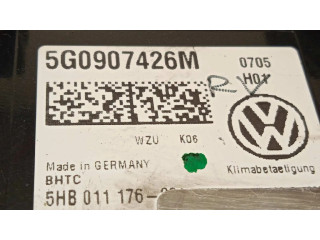 5G0907426M
0705
H01
WZU K06
Made in GERMANY
BHTC
Klimabetaetigung
5HB 011 176-